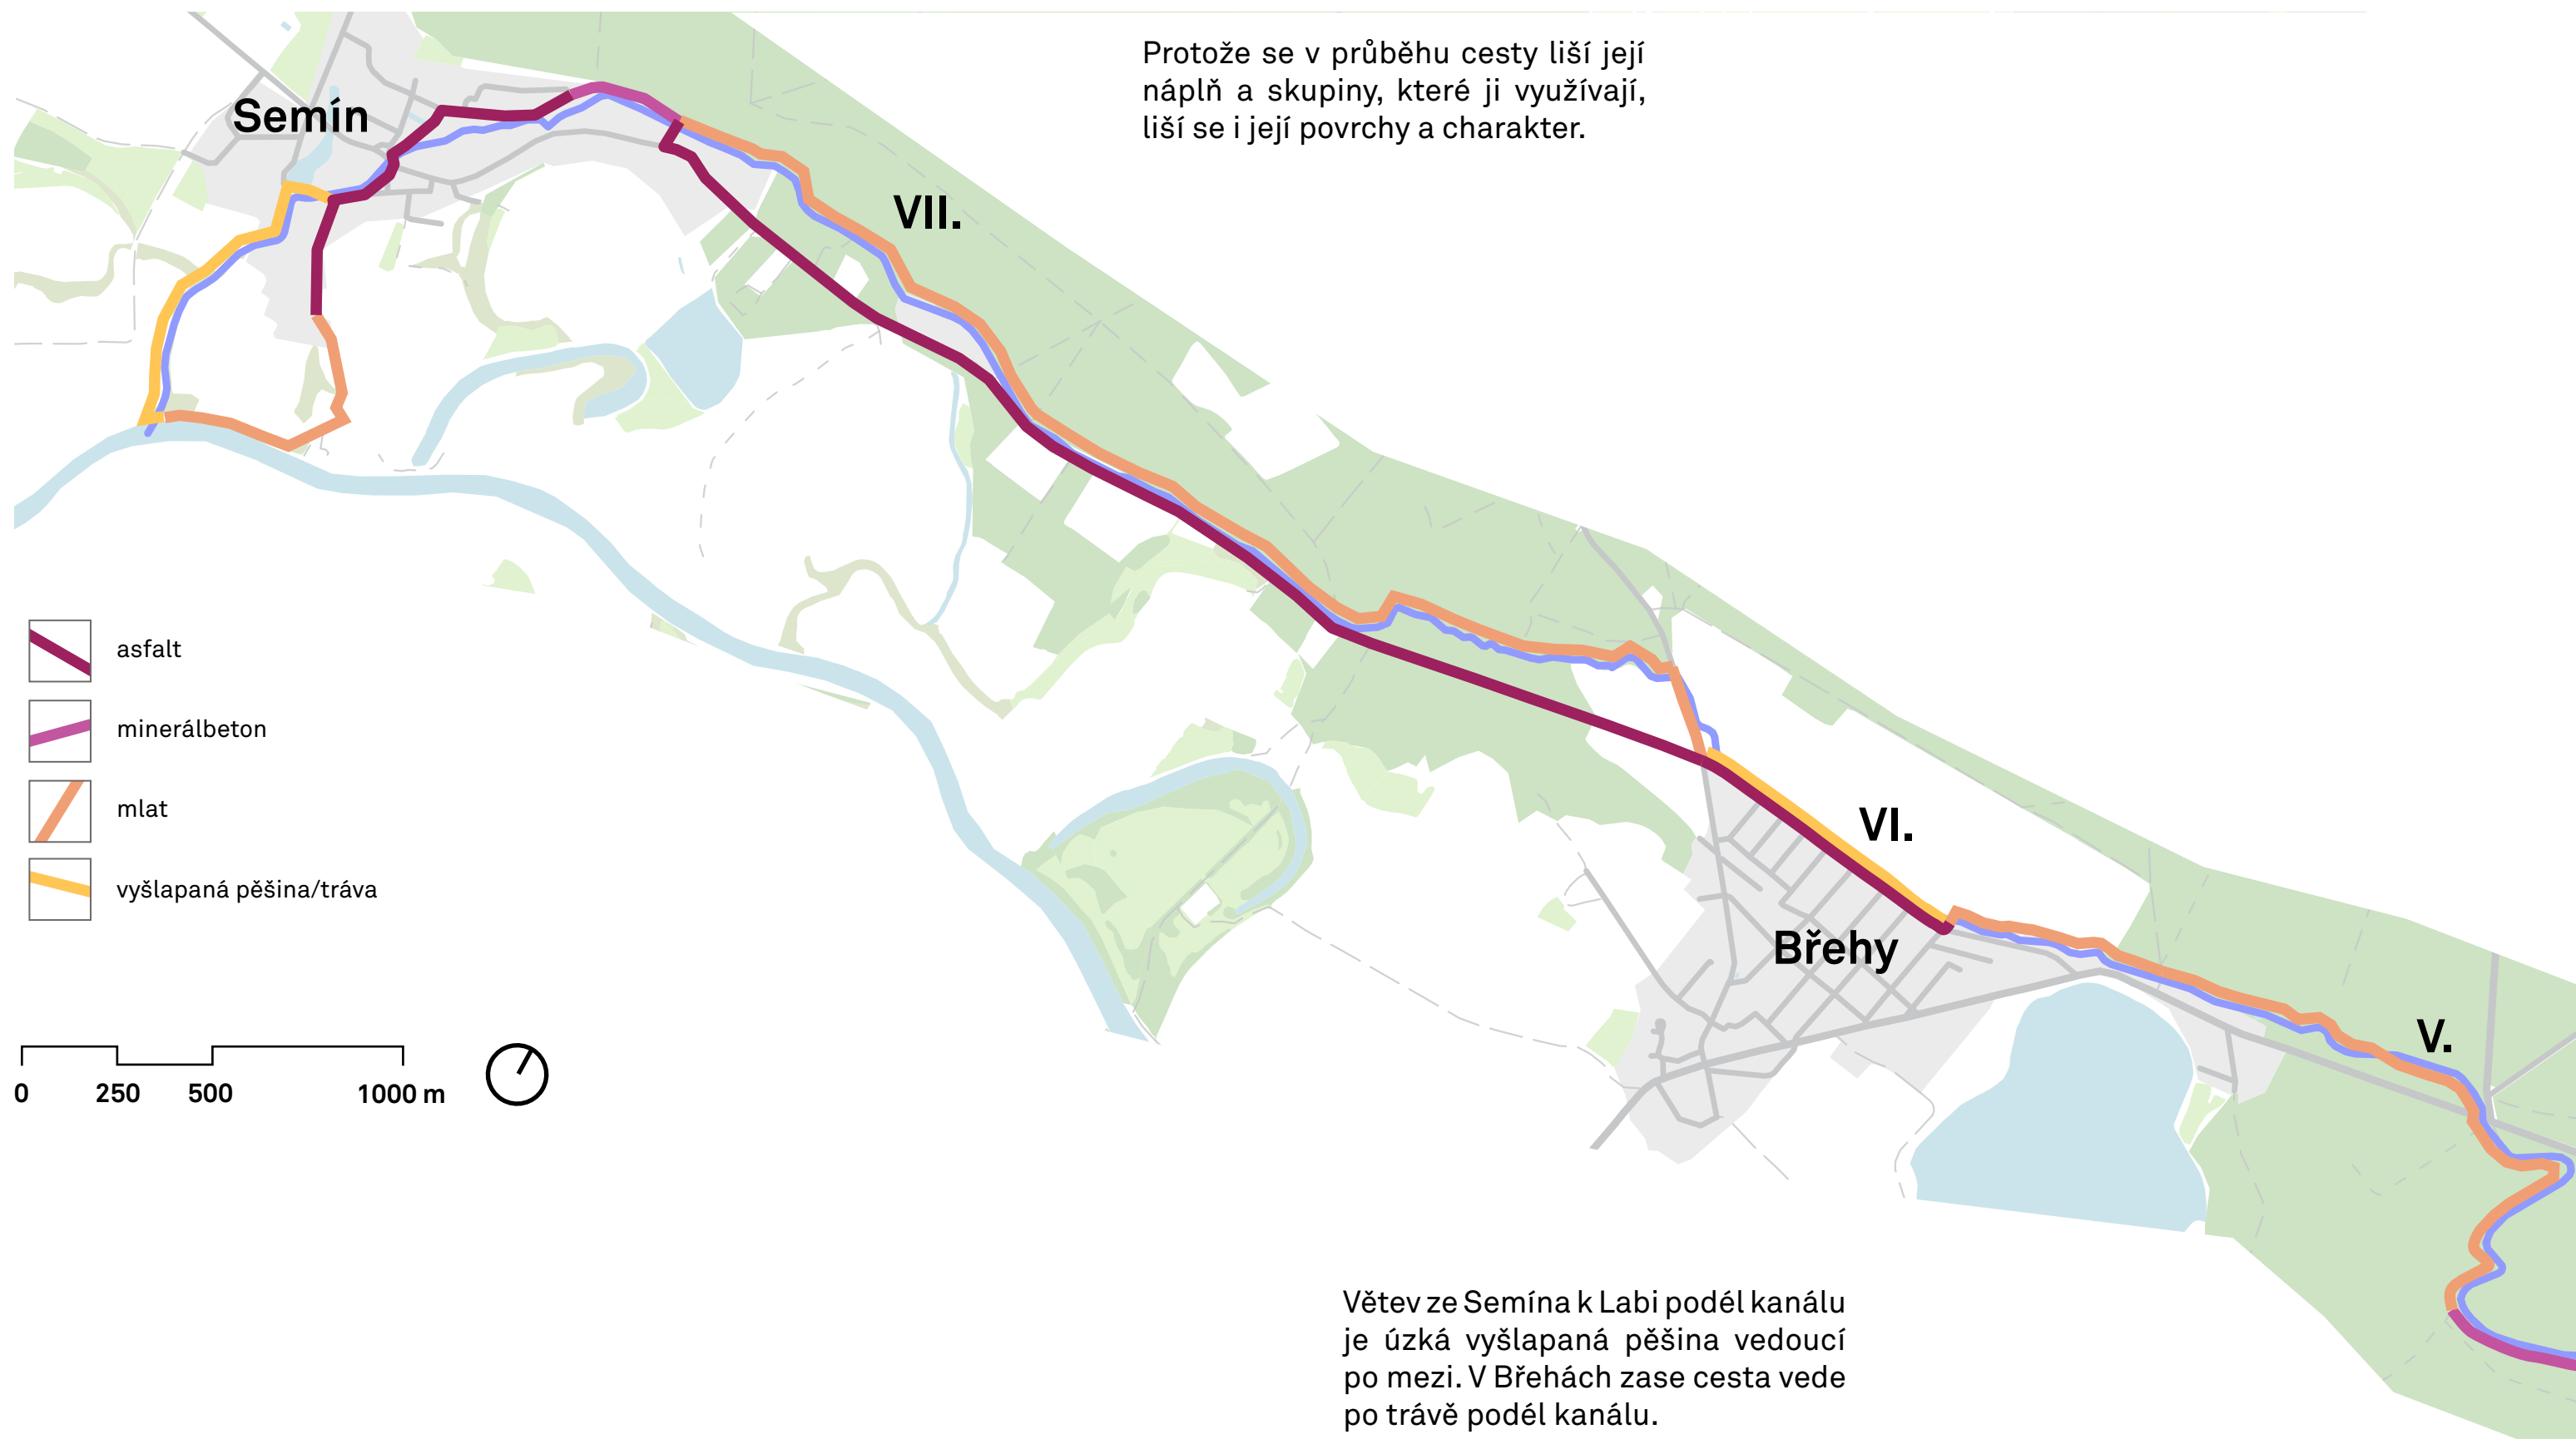 Protože se v průběhu cesty liší její
náplň a skupiny, které ji využívají,
liší se i její povrchy a charakter.
Semín
VII.
asfalt
minerálbeton
mlat
vyšlapaná pěšina/tráva
VI.
Břehy
V.
0 250 500 1000 m
Větev ze Semína k Labi podél kanálu
je úzká vyšlapaná pěšina vedoucí
po mezi. V Břehách zase cesta vede
po trávě podél kanálu.